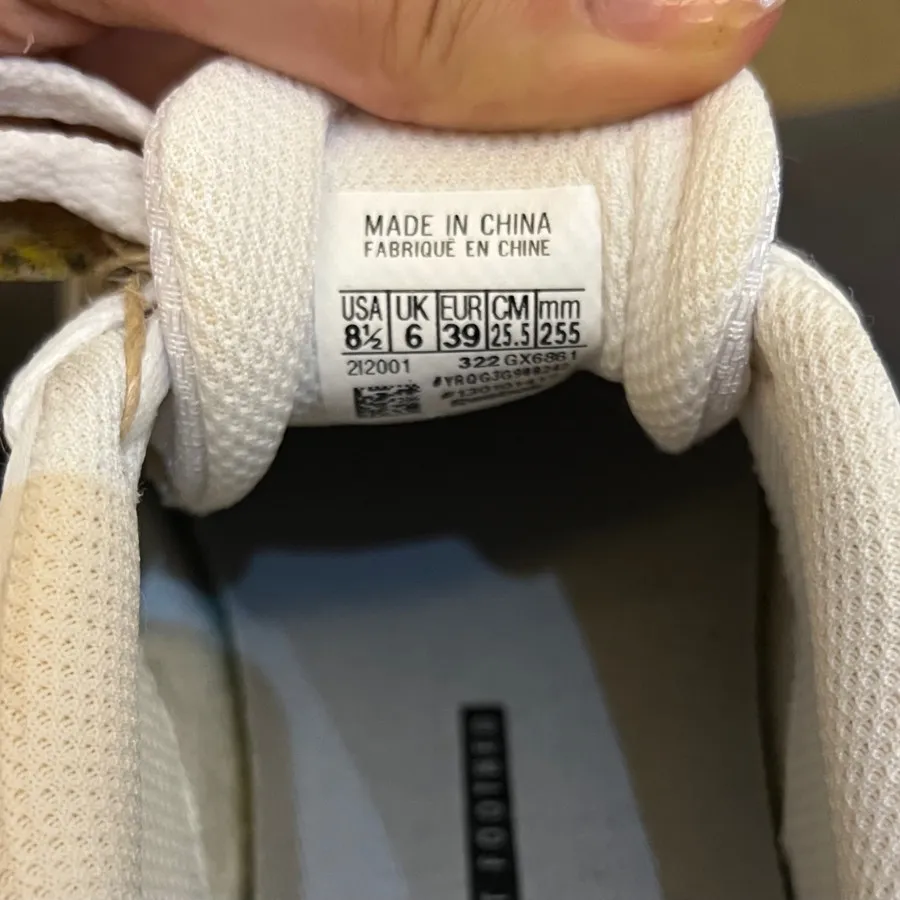 MADE IN CHINA
FABRIQUÉ EN CHINE
USA UK EUR CM mm
8½ 6 39 25.5 255
212001 322 GX6861